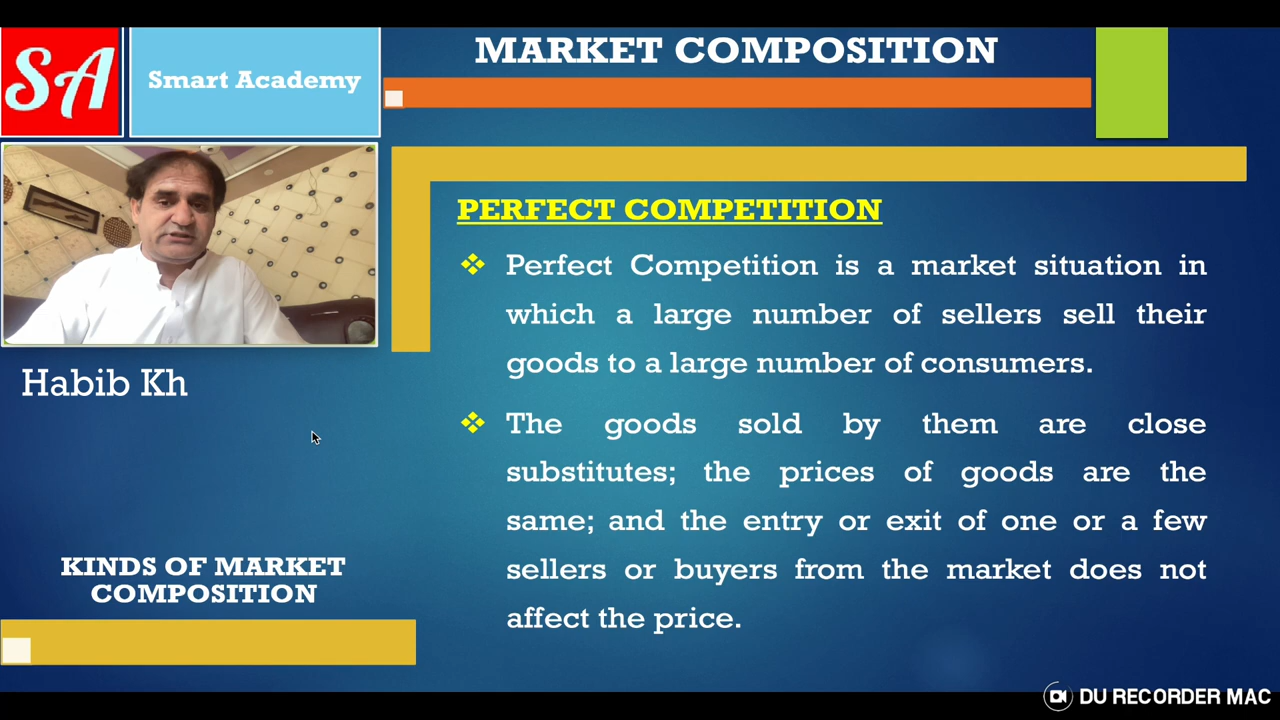 SA
Smart Academy
MARKET COMPOSITION
PERFECT COMPETITION
Perfect Competition is a market situation in
which a large number of sellers sell their
goods to a large number of consumers.
The goods sold by them are close
substitutes; the prices of goods are the
same; and the entry or exit of one or a few
sellers or buyers from the market does not
affect the price.
Habib Kh
KINDS OF MARKET
COMPOSITION
DU RECORDER MAC